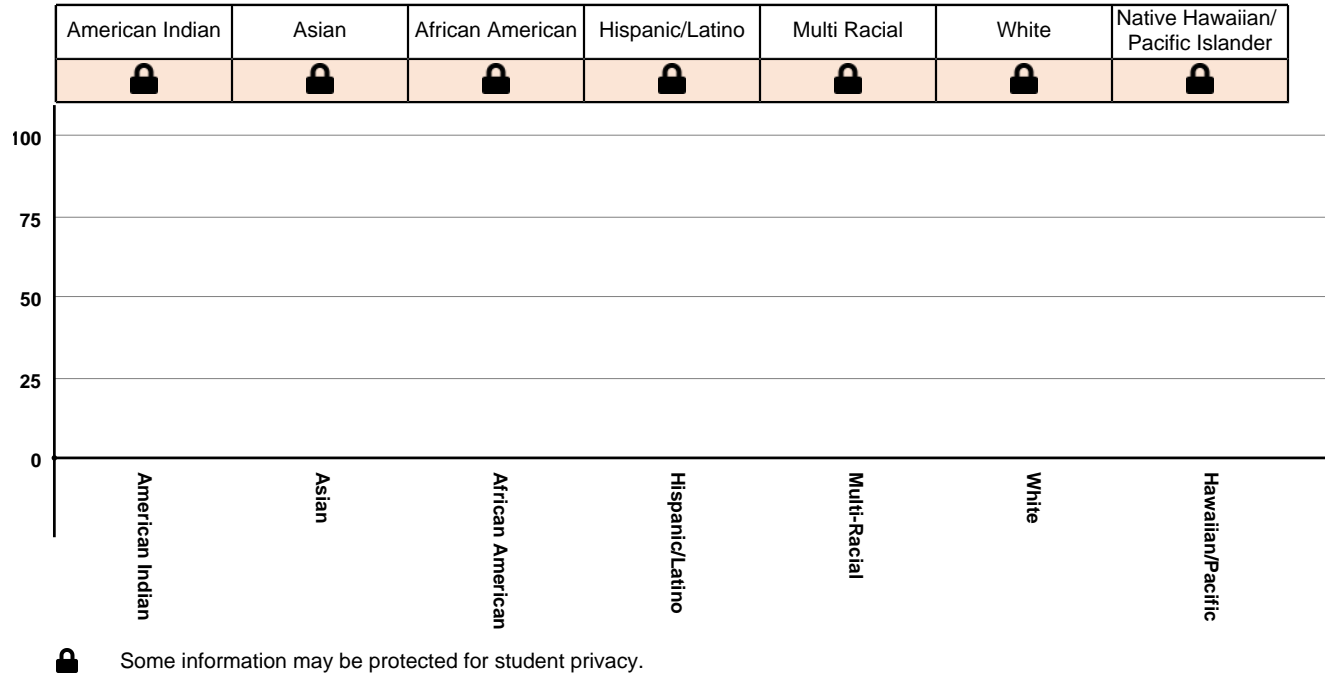 American Indian
Asian
African American
Hispanic/Latino
Multi Racial
White
Native Hawaiian/
Pacific Islander
100
75
50
25
0
American Indian
Asian
African American
Hispanic/Latino
Multi-Racial
White
Hawaiian/Pacific
Some information may be protected for student privacy.